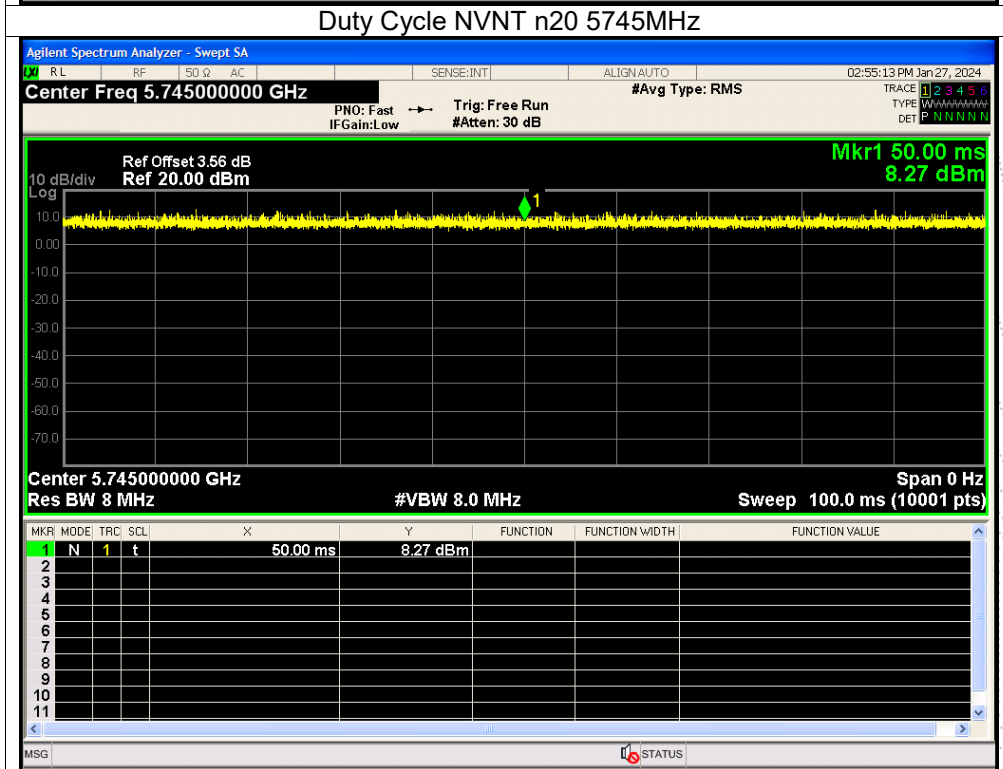 Duty Cycle NVNT n20 5745MHz
Agilent Spectrum Analyzer - Swept SA
LXI RL RF 50 Ω AC SENSE:INT ALIGN AUTO 02:55:13 PM Jan 27, 2024
Center Freq 5.745000000 GHz #Avg Type: RMS TRACE 1 2 3 4 5 6
PNO: Fast Trig: Free Run TYPE WWWWWW
IFGain:Low #Atten: 30 dB DET P N N N N N
Mkr1 50.00 ms
Ref Offset 3.56 dB
10 dB/div Ref 20.00 dBm 8.27 dBm
Log
1
10.0
0.00
-10.0
-20.0
-30.0
-40.0
-50.0
-60.0
-70.0
Center 5.745000000 GHz Span 0 Hz
Res BW 8 MHz #VBW 8.0 MHz Sweep 100.0 ms (10001 pts)
MKR MODE TRC SCL X Y FUNCTION FUNCTION WIDTH FUNCTION VALUE
1 N 1 t 50.00 ms 8.27 dBm
2
3
4
5
6
7
8
9
10
11
MSG STATUS